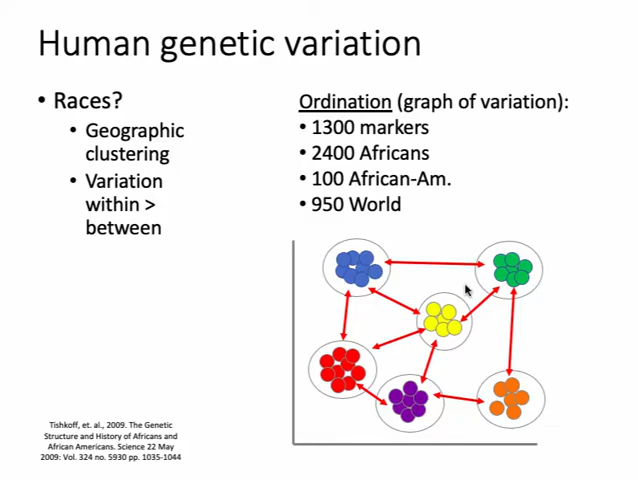 Human genetic variation
• Races?
• Geographic
clustering
• Variation
within >
between
Ordination (graph of variation):
• 1300 markers
• 2400 Africans
• 100 African-Am.
• 950 World
Tishkoff, et. al., 2009. The Genetic
Structure and History of Africans and
African Americans. Science 22 May
2009: Vol. 324 no. 5930 pp. 1035-1044